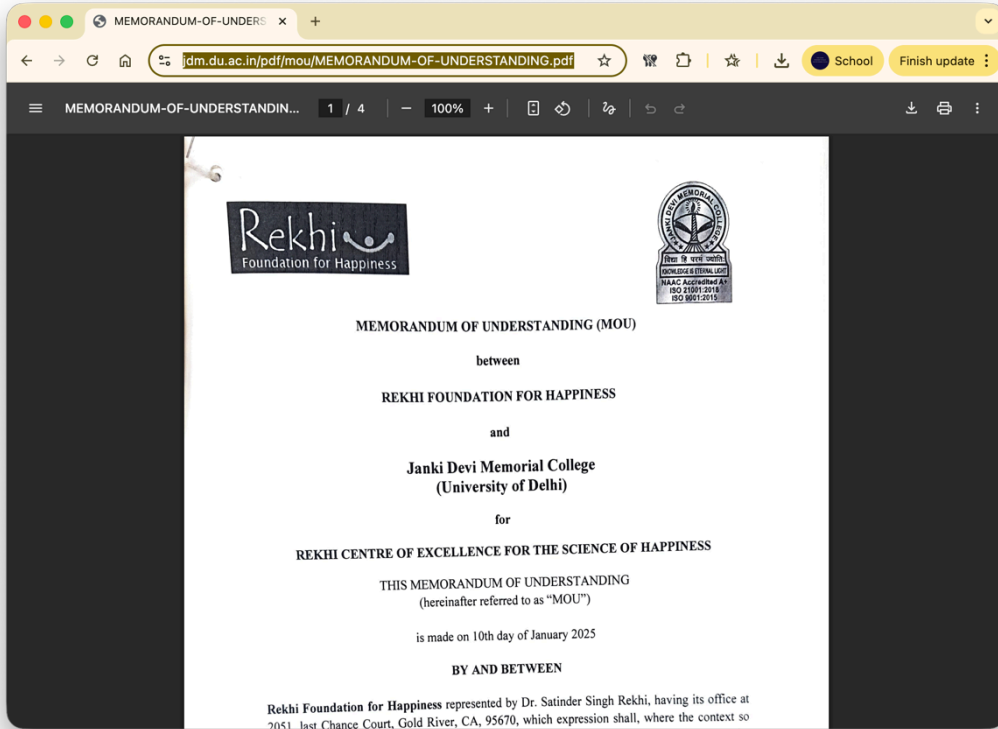 MEMORANDUM-OF-UNDERS
jdm.du.ac.in/pdf/mou/MEMORANDUM-OF-UNDERSTANDING.pdf
School
Finish update
MEMORANDUM-OF-UNDERSTANDIN... 1 / 4 100%
Rekhi
Foundation for Happiness
JANKI DEVI MEMORIAL COLLEGE
विद्या हि परमं ज्योतिः
KNOWLEDGE IS ETERNAL LIGHT
NAAC Accredited A+
ISO 21001:2018
ISO 9001:2015
MEMORANDUM OF UNDERSTANDING (MOU)
between
REKHI FOUNDATION FOR HAPPINESS
and
Janki Devi Memorial College
(University of Delhi)
for
REKHI CENTRE OF EXCELLENCE FOR THE SCIENCE OF HAPPINESS
THIS MEMORANDUM OF UNDERSTANDING
(hereinafter referred to as “MOU”)
is made on 10th day of January 2025
BY AND BETWEEN
Rekhi Foundation for Happiness represented by Dr. Satinder Singh Rekhi, having its office at
2051, last Chance Court, Gold River, CA, 95670, which expression shall, where the context so